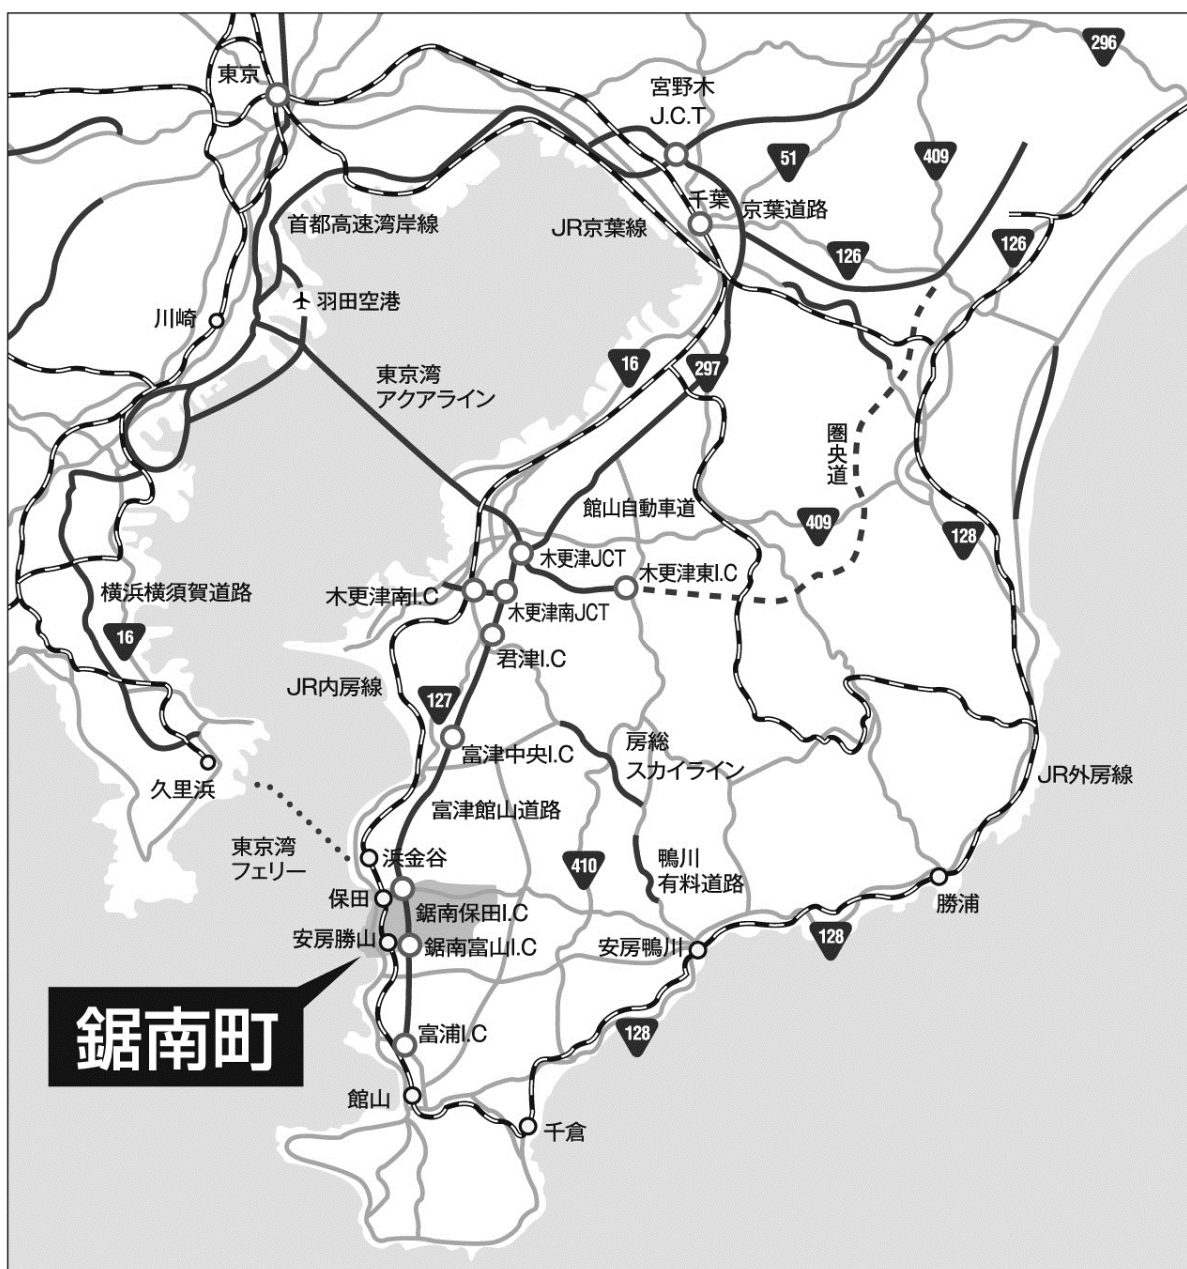 296
東京
宮野木
J.C.T
51
409
千葉
京葉道路
首都高速湾岸線
JR京葉線
126
126
羽田空港
川崎
16
297
東京湾
アクアライン
圏央道
館山自動車道
409
128
木更津JCT
木更津東I.C
横浜横須賀道路
木更津南I.C
木更津南JCT
16
君津I.C
JR内房線
127
富津中央I.C
房総
スカイライン
久里浜
JR外房線
富津館山道路
東京湾
フェリー
浜金谷
410
鴨川
有料道路
保田
鋸南保田I.C
勝浦
安房勝山
鋸南富山I.C
安房鴨川
128
鋸南町
富浦I.C
128
館山
千倉